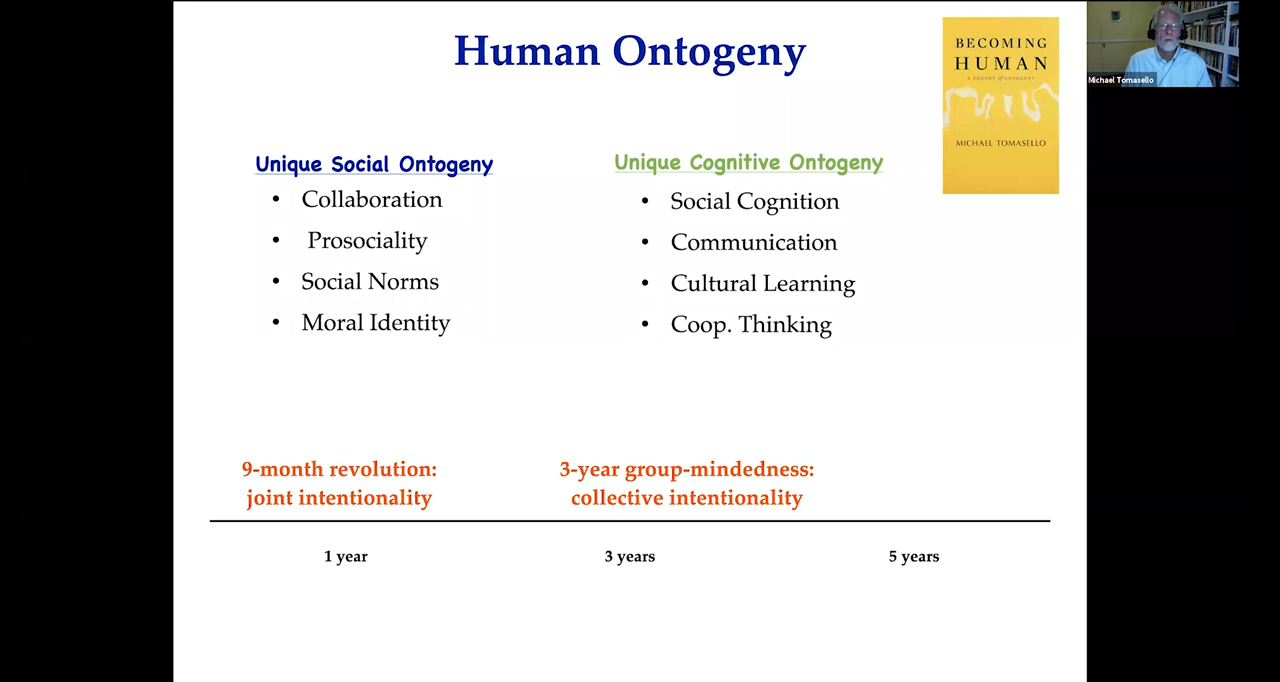 Human Ontogeny
BECOMING
HUMAN
A THEORY of ONTOGENY
MICHAEL TOMASELLO
Michael Tomasello
Unique Social Ontogeny
• Collaboration
• Prosociality
• Social Norms
• Moral Identity
Unique Cognitive Ontogeny
• Social Cognition
• Communication
• Cultural Learning
• Coop. Thinking
9-month revolution:
joint intentionality
3-year group-mindedness:
collective intentionality
1 year
3 years
5 years